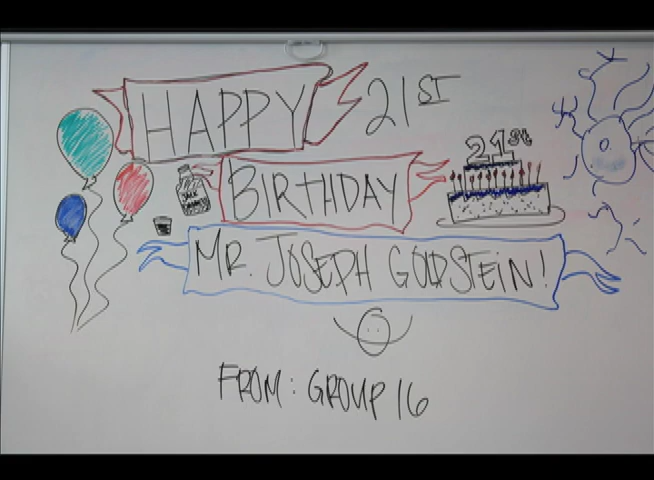 HAPPY 21ST
BIRTHDAY
MR. JOSEPH GOLDSTEIN!
FROM: GROUP 16
21st